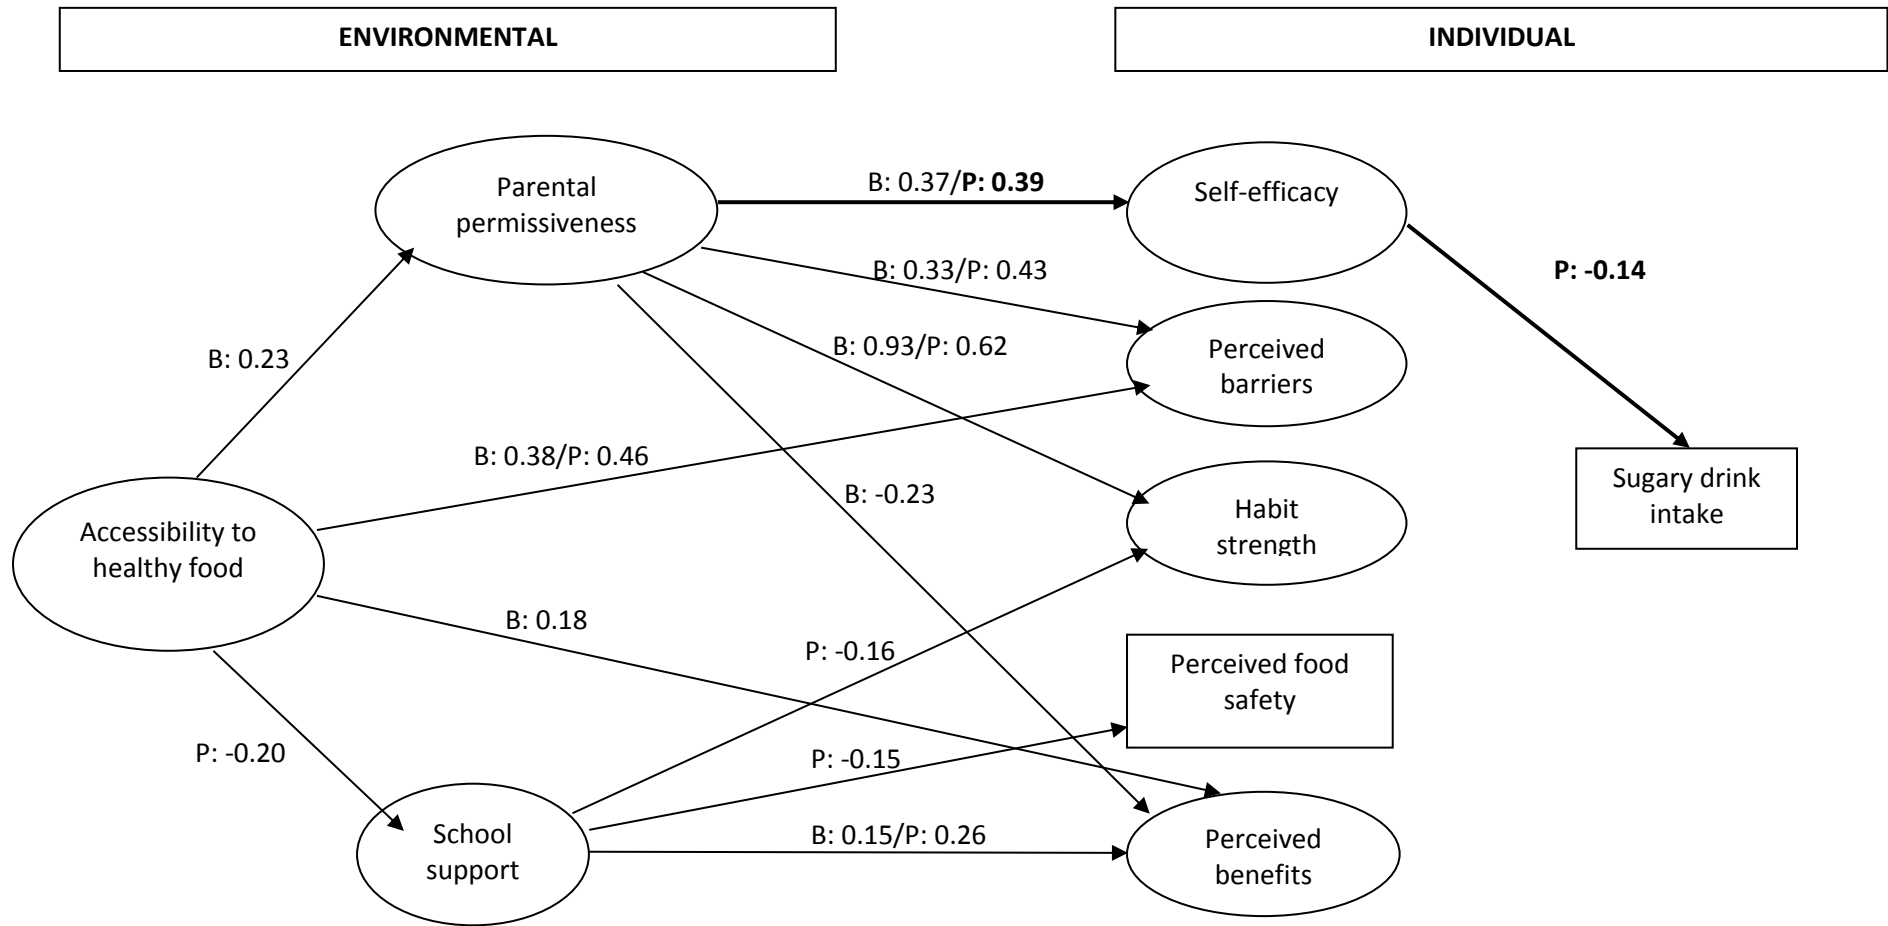 ENVIRONMENTAL
INDIVIDUAL
Parental
permissiveness
B: 0.37/P: 0.39
Self-efficacy
P: -0.14
B: 0.33/P: 0.43
B: 0.23
B: 0.93/P: 0.62
Perceived
barriers
B: 0.38/P: 0.46
B: -0.23
Sugary drink
intake
Habit
strength
Accessibility to
healthy food
B: 0.18
P: -0.16
Perceived food
safety
P: -0.20
P: -0.15
School
support
B: 0.15/P: 0.26
Perceived
benefits